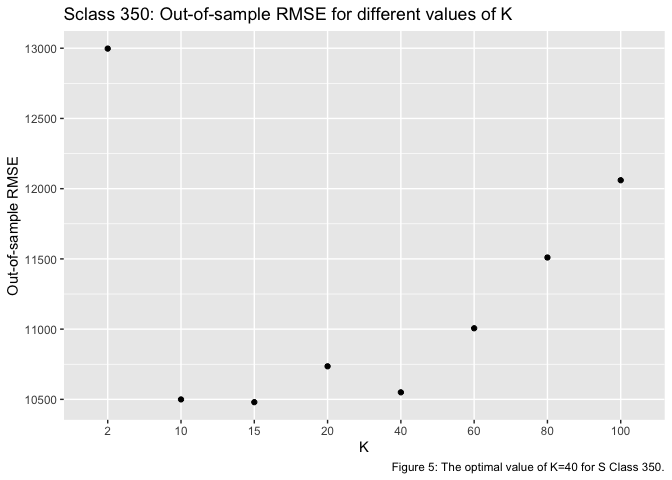 Sclass 350: Out-of-sample RMSE for different values of K
Out-of-sample RMSE
13000
12500
12000
11500
11000
10500
2 10 15 20 40 60 80 100
K
Figure 5: The optimal value of K=40 for S Class 350.